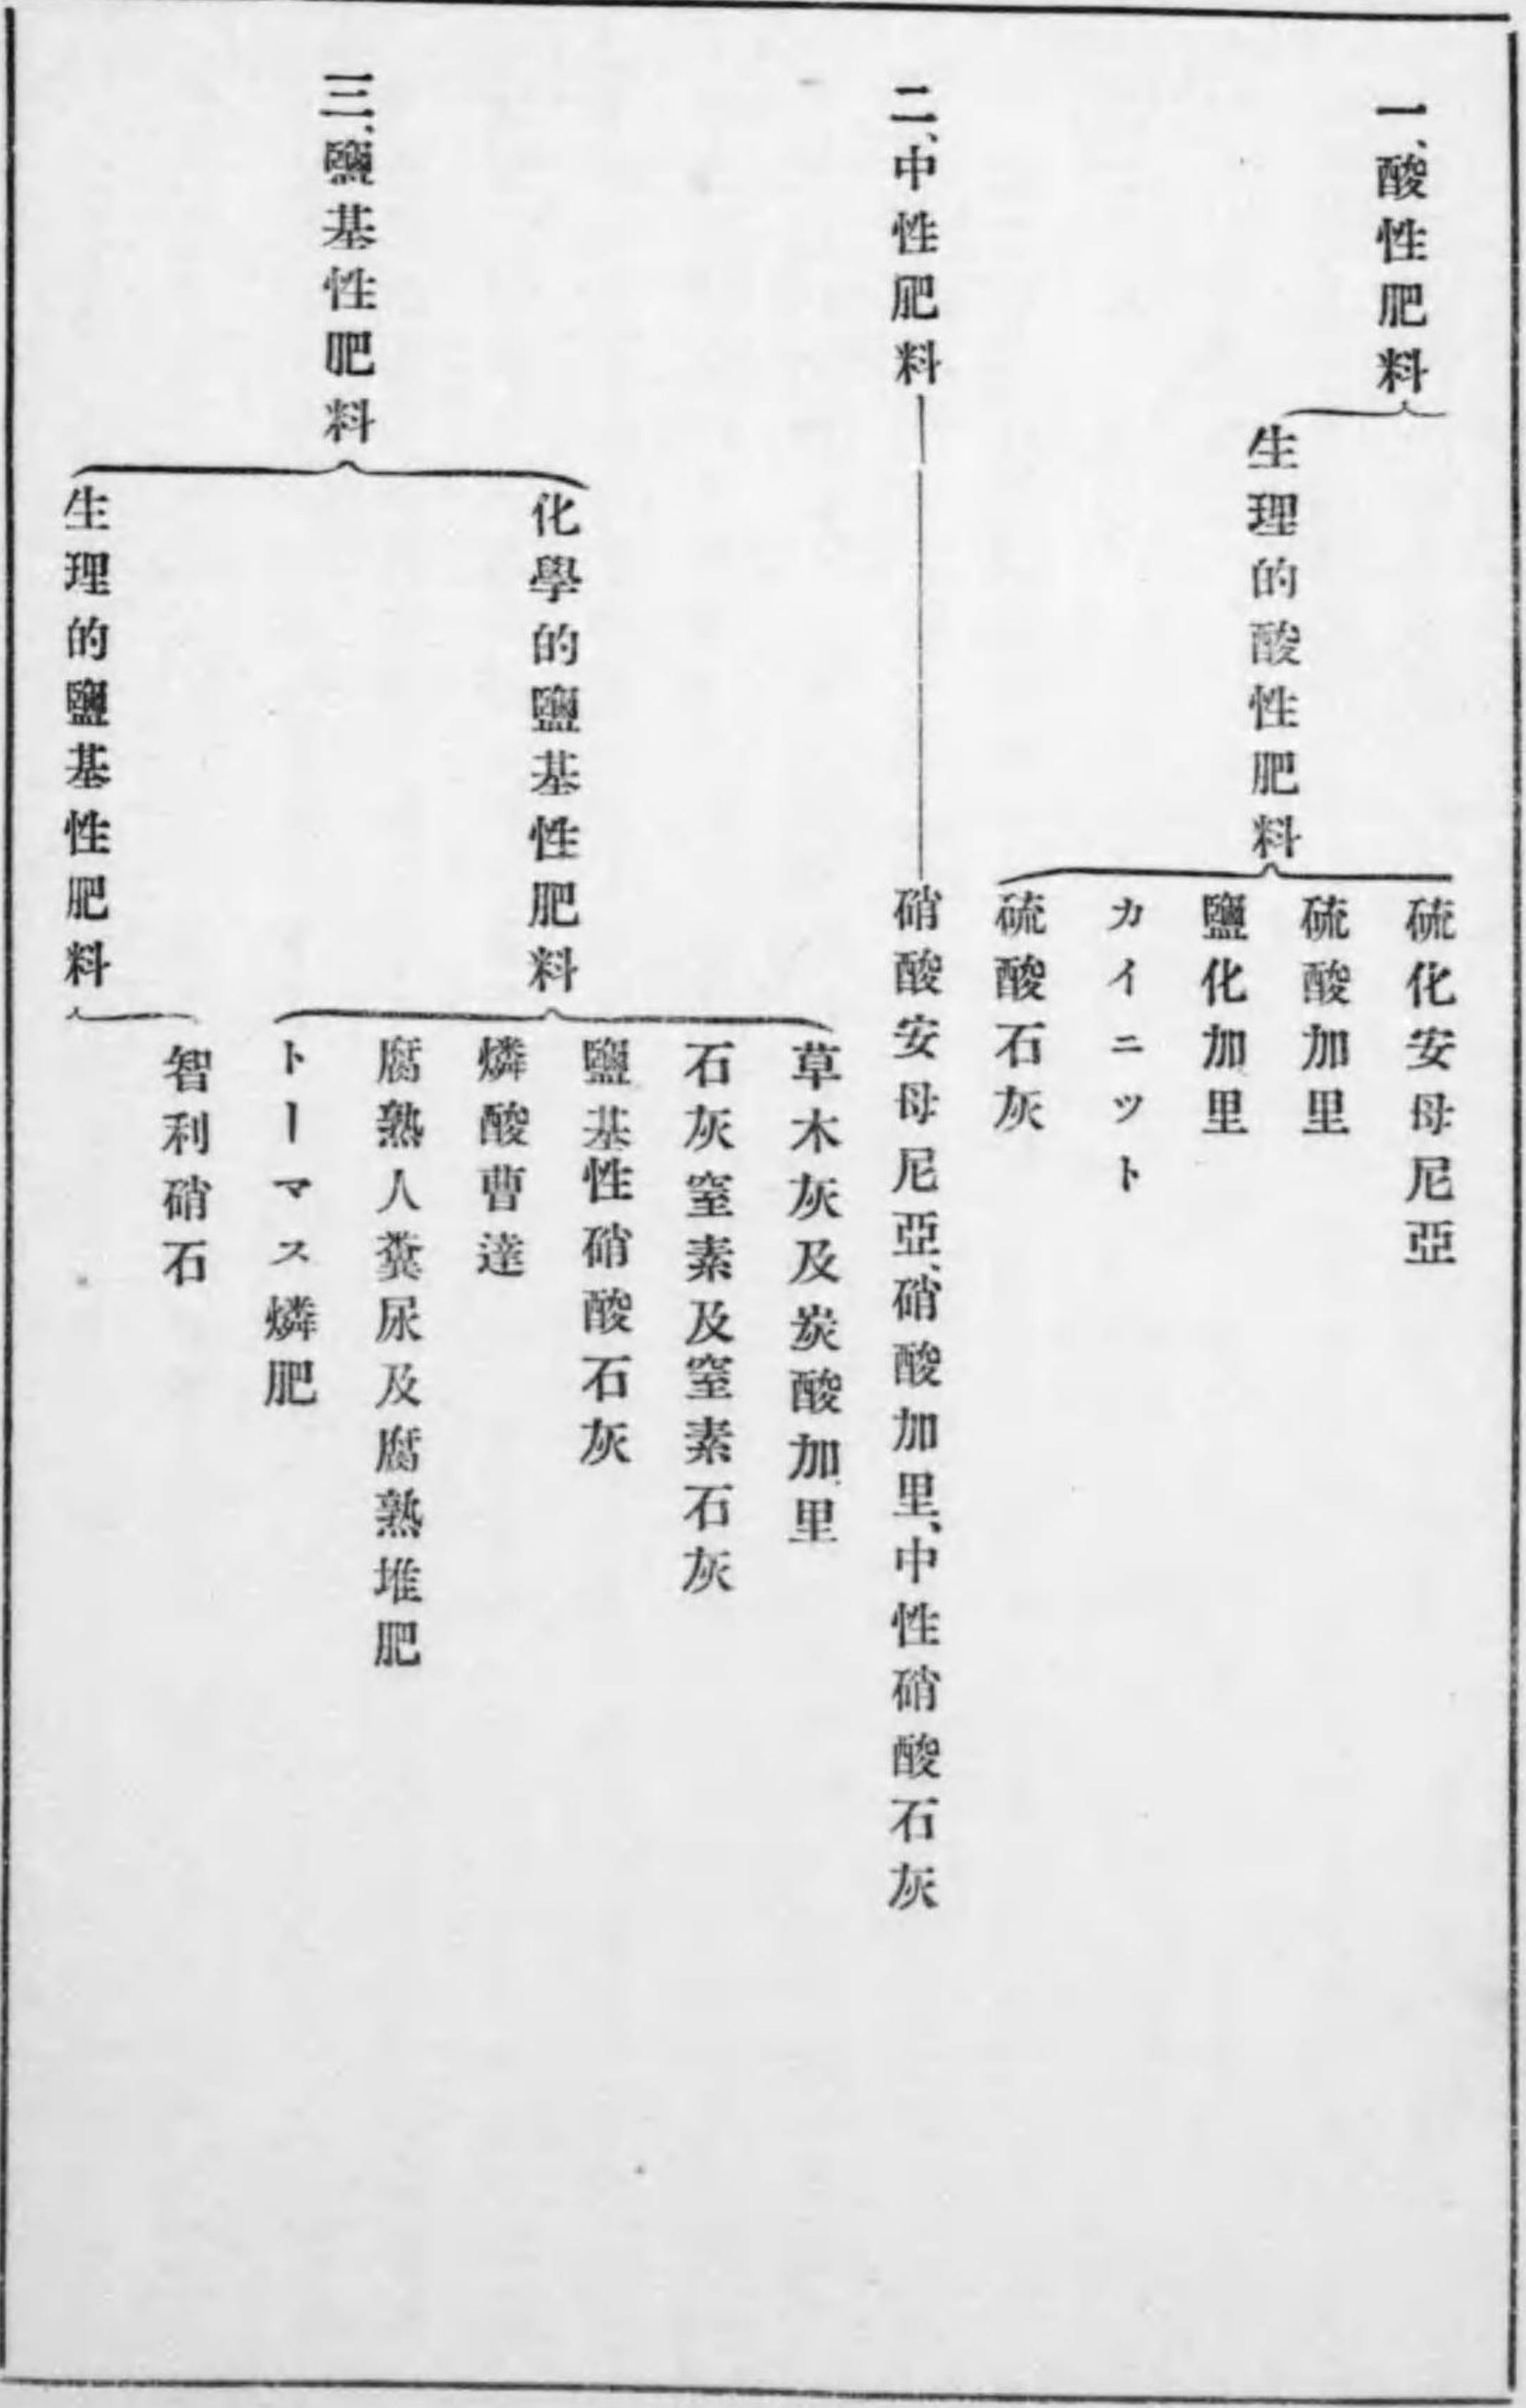 一、酸性肥料
生理的酸性肥料
硫化安母尼亞
硫酸加里
鹽化加里
カイニット
硫酸石灰
二、中性肥料
硝酸安母尼亞、硝酸加里、中性硝酸石灰
三、鹽基性肥料
化學的鹽基性肥料
草木灰及炭酸加里
石灰窒素及窒素石灰
鹽基性硝酸石灰
燐酸曹達
腐熟人糞尿及腐熟堆肥
トーマス燐肥
生理的鹽基性肥料
智利硝石